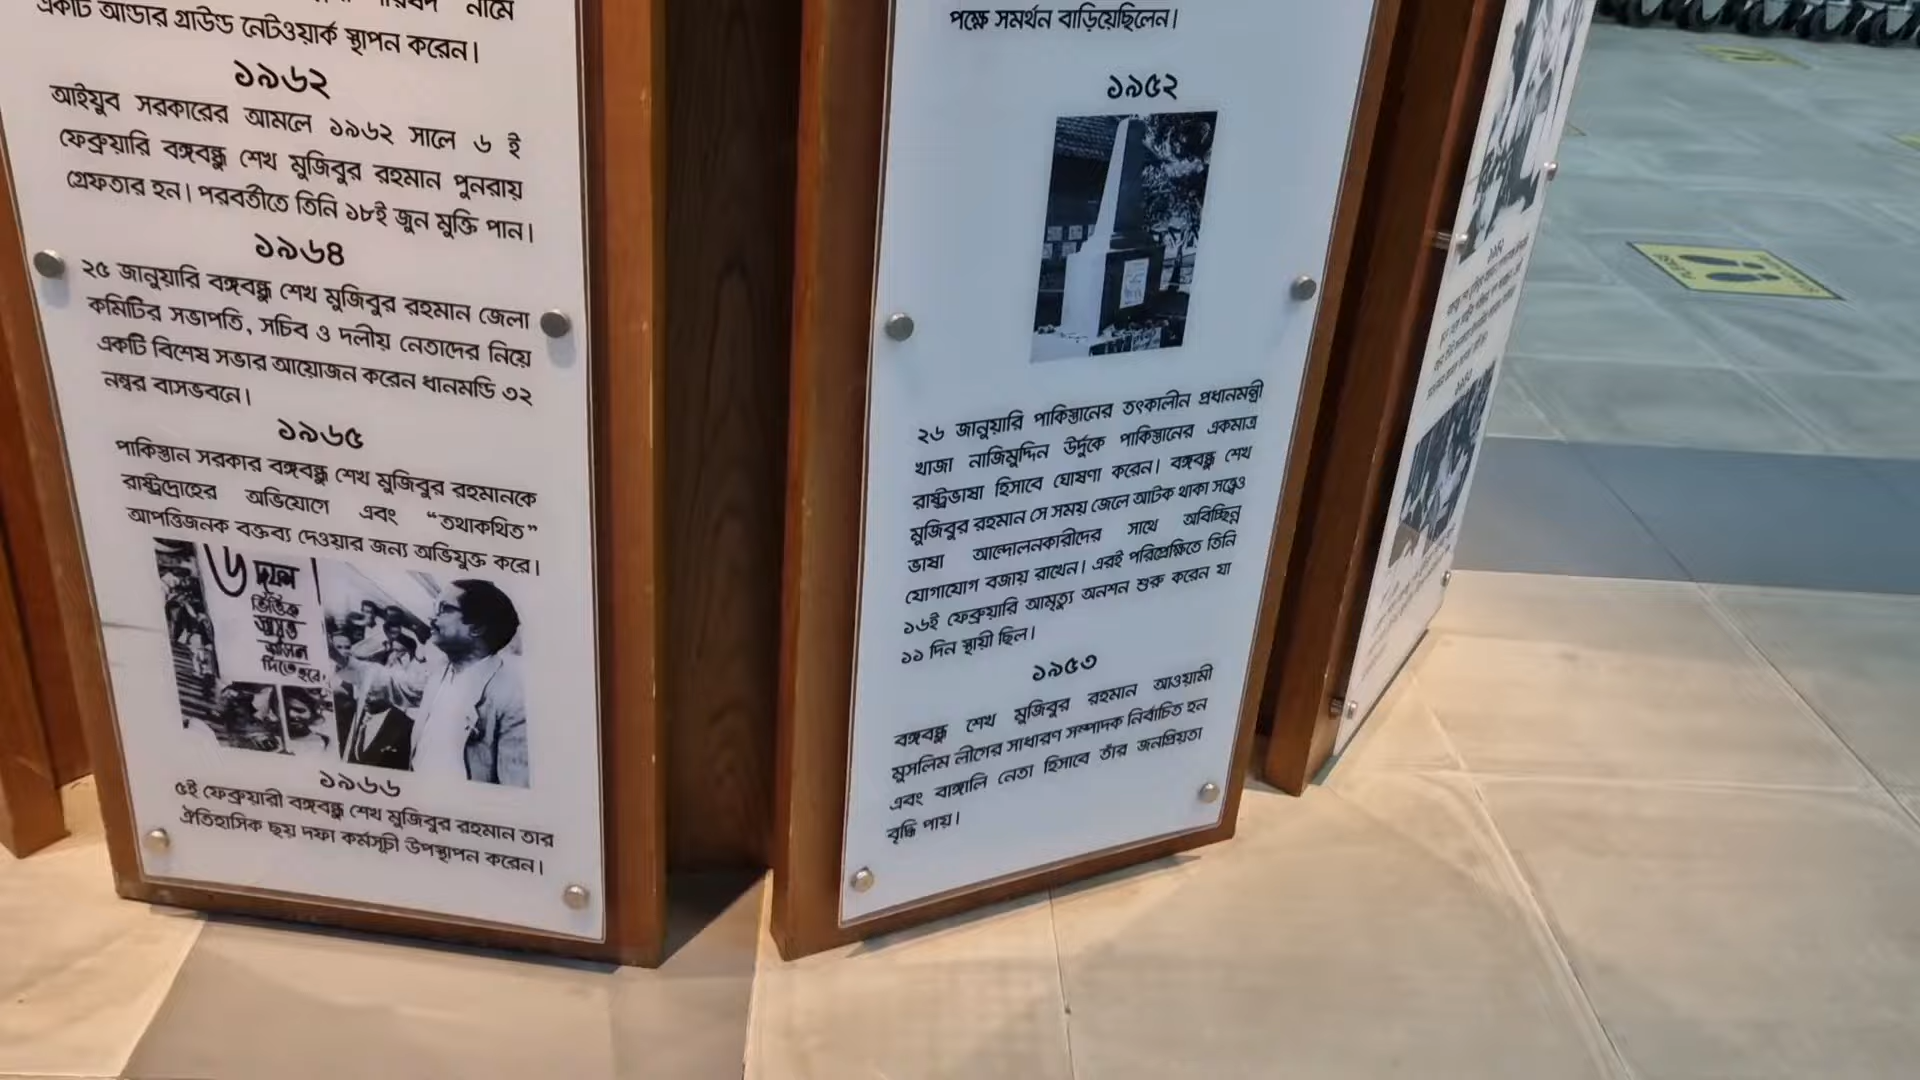 নামে
একটি আন্ডার গ্রাউন্ড নেটওয়ার্ক স্থাপন করেন।
১৯৬২
আইয়ুব সরকারের আমলে ১৯৬২ সালে ৬ ই
ফেব্রুয়ারি বঙ্গবন্ধু শেখ মুজিবুর রহমান পুনরায়
গ্রেফতার হন। পরবর্তীতে তিনি ১৮ই জুন মুক্তি পান।
১৯৬৪
২৫ জানুয়ারি বঙ্গবন্ধু শেখ মুজিবুর রহমান জেলা
কমিটির সভাপতি, সচিব ও দলীয় নেতাদের নিয়ে
একটি বিশেষ সভার আয়োজন করেন ধানমন্ডি ৩২
নম্বর বাসভবনে।
১৯৬৫
পাকিস্তান সরকার বঙ্গবন্ধু শেখ মুজিবুর রহমানকে
রাষ্ট্রদ্রোহের অভিযোগে এবং “তথাকথিত”
আপত্তিজনক বক্তব্য দেওয়ার জন্য অভিযুক্ত করে।
৬ দফা
ভিত্তিক
দিতে হবে।
১৯৬৬
৫ই ফেব্রুয়ারী বঙ্গবন্ধু শেখ মুজিবুর রহমান তার
ঐতিহাসিক ছয় দফা কর্মসূচী উপস্থাপন করেন।
পক্ষে সমর্থন বাড়িয়েছিলেন।
১৯৫২
২৬ জানুয়ারি পাকিস্তানের তৎকালীন প্রধানমন্ত্রী
খাজা নাজিমুদ্দিন উর্দুকে পাকিস্তানের একমাত্র
রাষ্ট্রভাষা হিসাবে ঘোষণা করেন। বঙ্গবন্ধু শেখ
মুজিবুর রহমান সে সময় জেলে আটক থাকা সত্ত্বেও
ভাষা আন্দোলনকারীদের সাথে অবিচ্ছিন্ন
যোগাযোগ বজায় রাখেন। এরই পরিপ্রেক্ষিতে তিনি
১৬ই ফেব্রুয়ারি আমৃত্যু অনশন শুরু করেন যা
১১ দিন স্থায়ী ছিল।
১৯৫৩
বঙ্গবন্ধু শেখ মুজিবুর রহমান আওয়ামী
মুসলিম লীগের সাধারণ সম্পাদক নির্বাচিত হন
এবং বাঙ্গালি নেতা হিসাবে তাঁর জনপ্রিয়তা
বৃদ্ধি পায়।